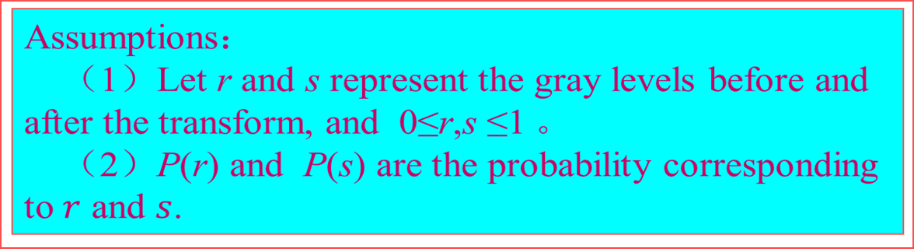 Assumptions：
（1）Let r and s represent the gray levels before and
after the transform, and 0≤r,s ≤1 。
（2）P(r) and P(s) are the probability corresponding
to r and s.